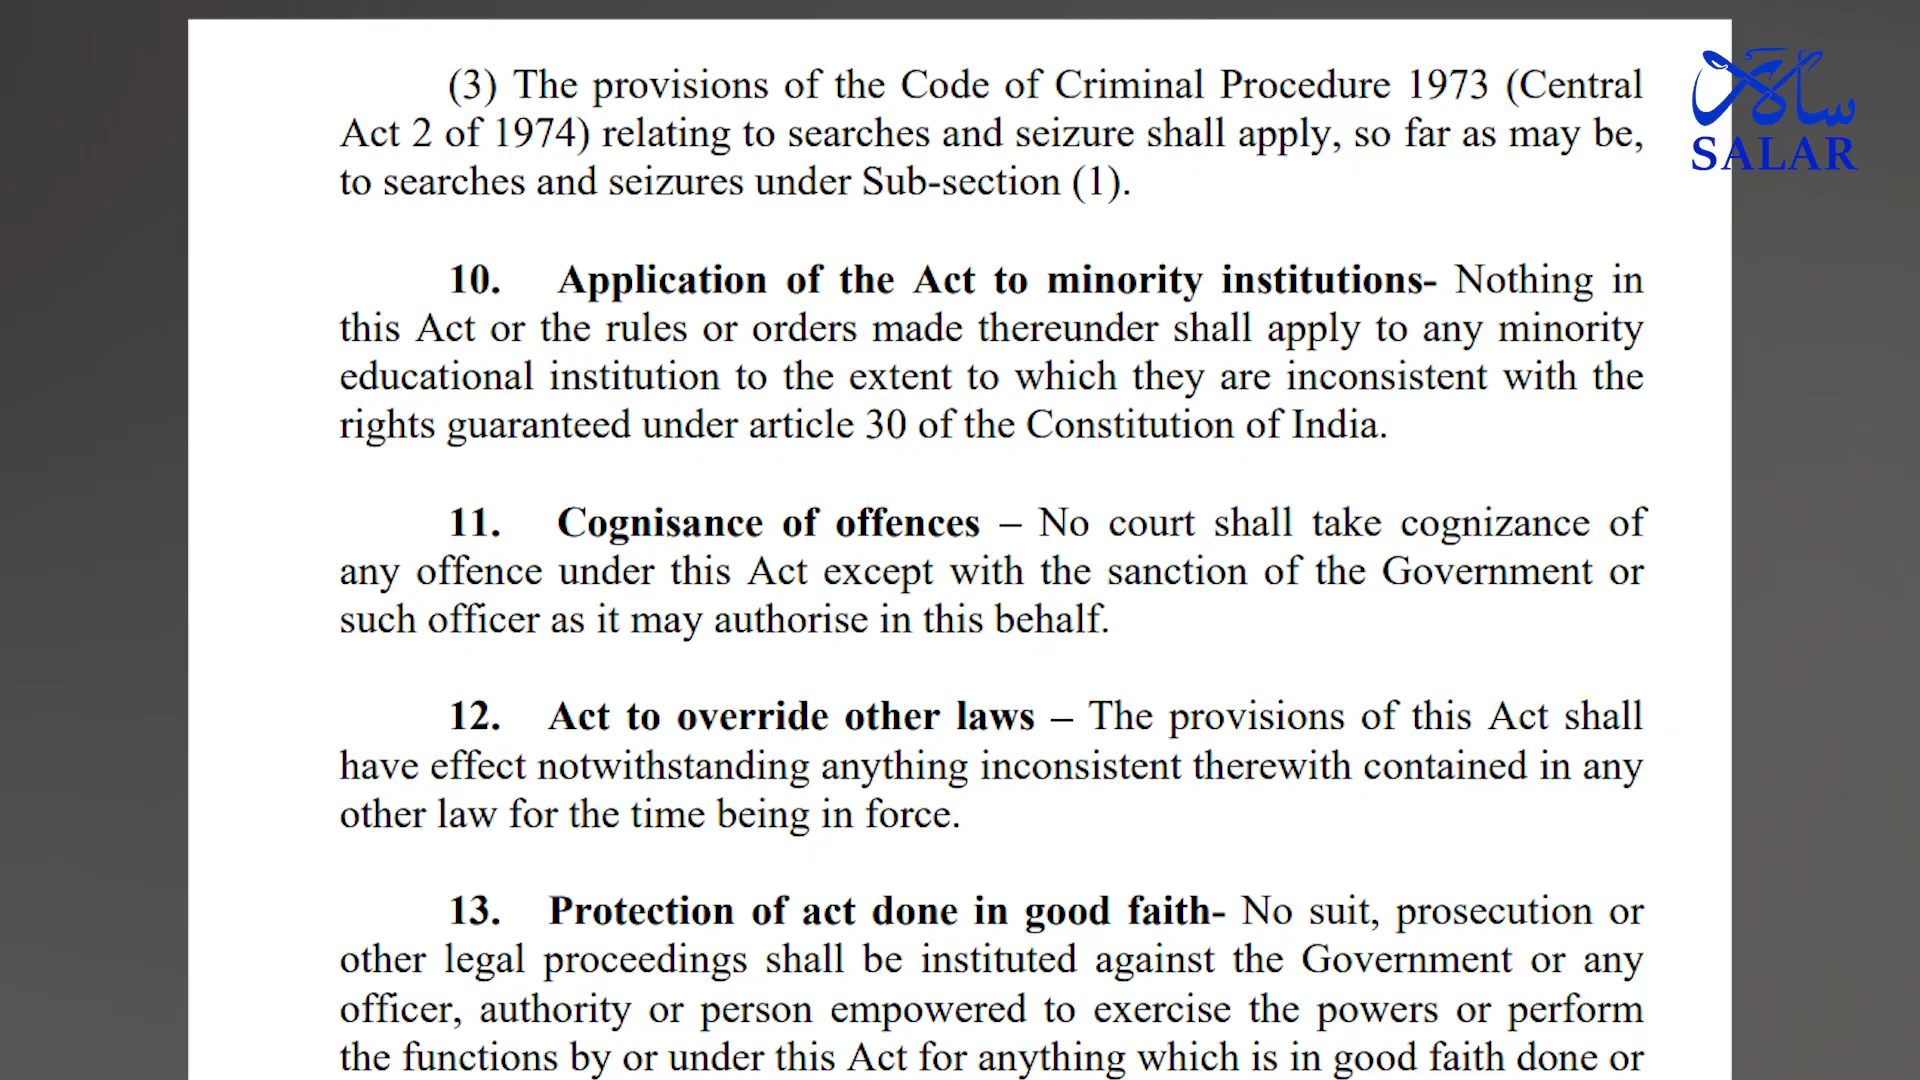 (3) The provisions of the Code of Criminal Procedure 1973 (Central
Act 2 of 1974) relating to searches and seizure shall apply, so far as may be,
to searches and seizures under Sub-section (1).
10. Application of the Act to minority institutions- Nothing in
this Act or the rules or orders made thereunder shall apply to any minority
educational institution to the extent to which they are inconsistent with the
rights guaranteed under article 30 of the Constitution of India.
11. Cognisance of offences – No court shall take cognizance of
any offence under this Act except with the sanction of the Government or
such officer as it may authorise in this behalf.
12. Act to override other laws – The provisions of this Act shall
have effect notwithstanding anything inconsistent therewith contained in any
other law for the time being in force.
13. Protection of act done in good faith- No suit, prosecution or
other legal proceedings shall be instituted against the Government or any
officer, authority or person empowered to exercise the powers or perform
the functions by or under this Act for anything which is in good faith done or
سالار
SALAR